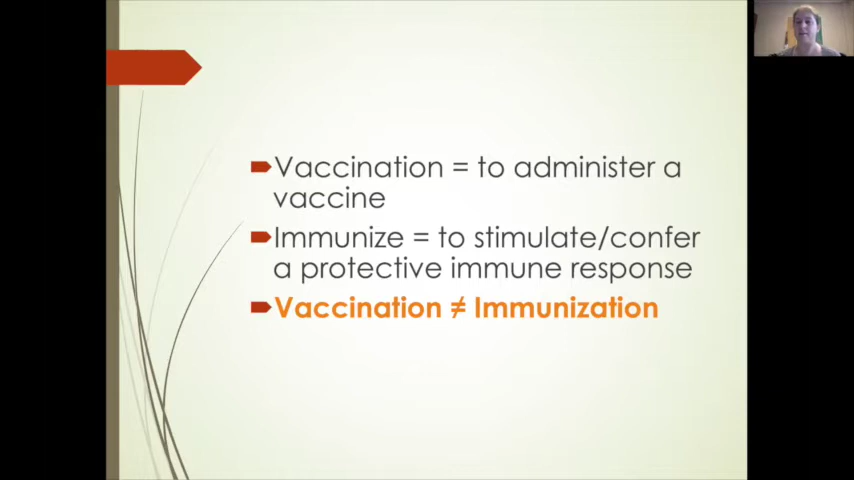 Vaccination = to administer a
vaccine
Immunize = to stimulate/confer
a protective immune response
Vaccination ≠ Immunization